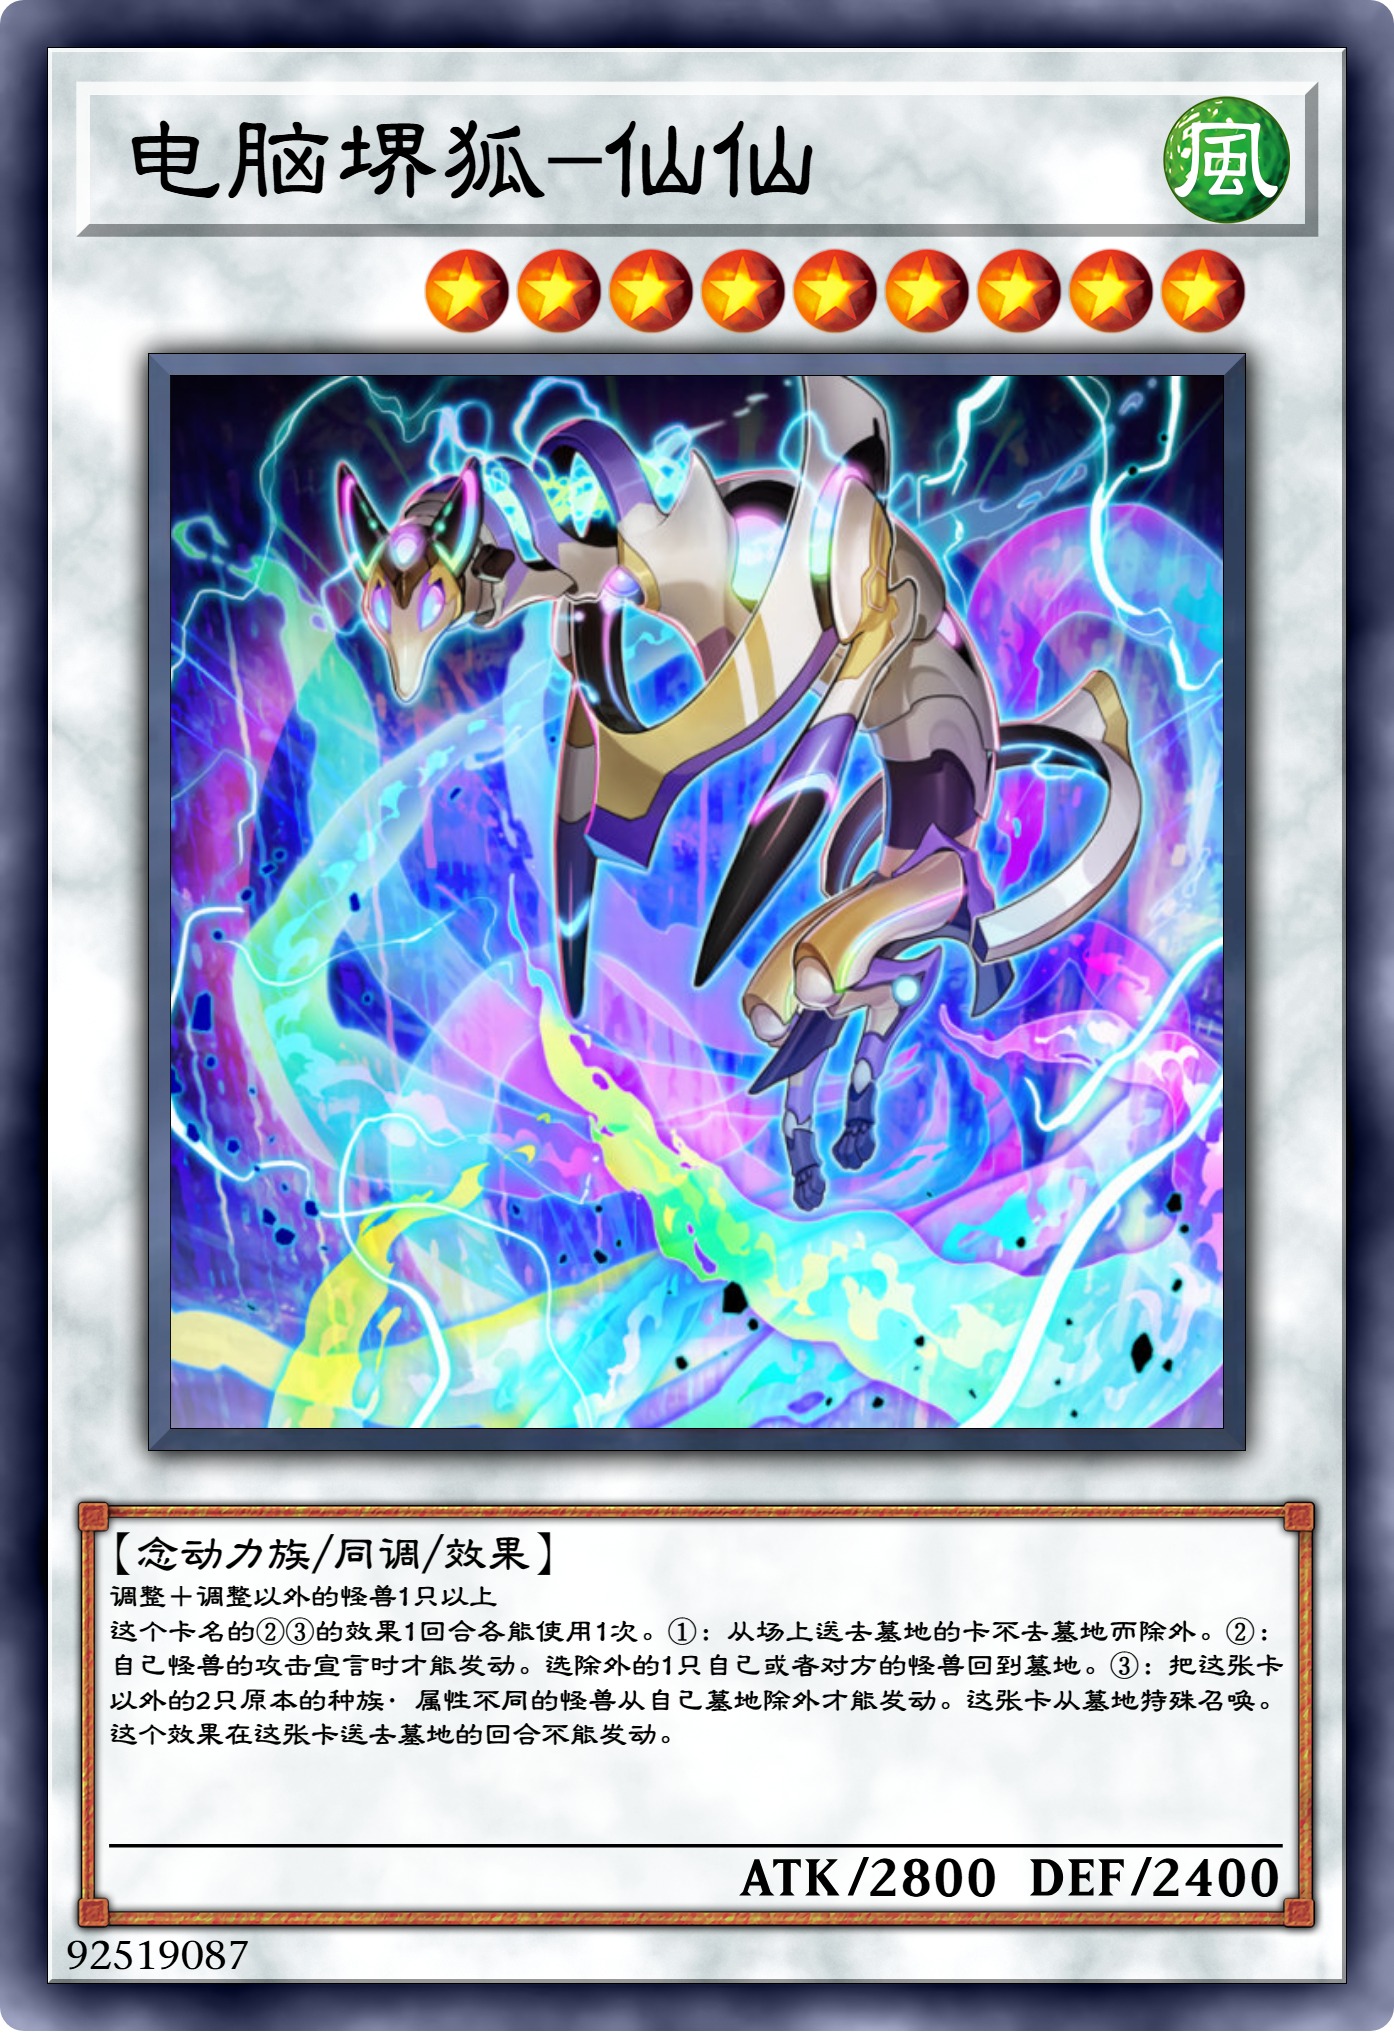 电脑堺狐-仙仙
風
【念动力族/同调/效果】
调整＋调整以外的怪兽1只以上
这个卡名的②③的效果1回合各能使用1次。①：从场上送去墓地的卡不去墓地而除外。②：
自己怪兽的攻击宣言时才能发动。选除外的1只自己或者对方的怪兽回到墓地。③：把这张卡
以外的2只原本的种族·属性不同的怪兽从自己墓地除外才能发动。这张卡从墓地特殊召唤。
这个效果在这张卡送去墓地的回合不能发动。
ATK/2800 DEF/2400
92519087